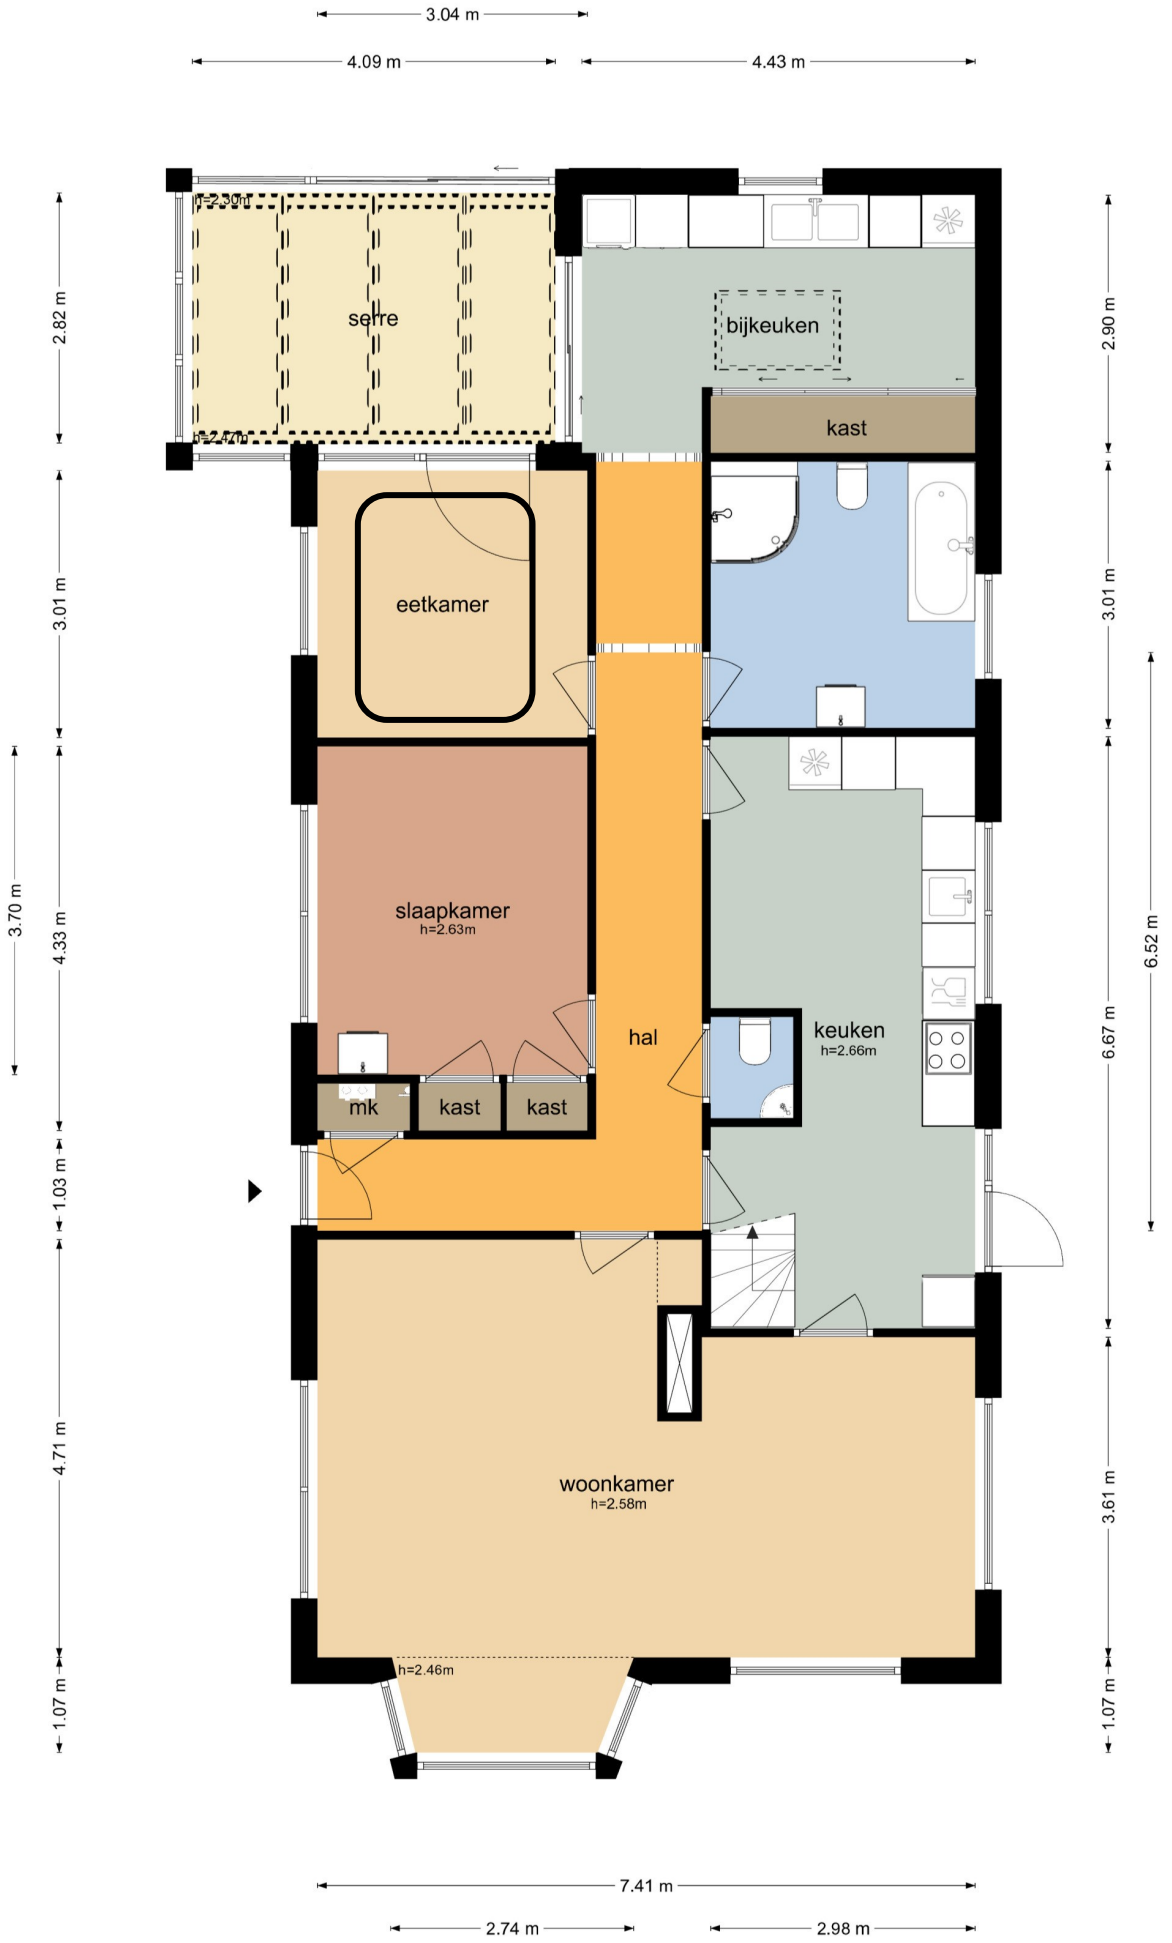 3.04 m
4.09 m
4.43 m
h=2.30m
serre
2.82 m
bijkeuken
2.90 m
kast
h=2.47m
eetkamer
3.01 m
3.01 m
slaapkamer
h=2.63m
3.70 m
4.33 m
6.52 m
hal
keuken
h=2.66m
6.67 m
mk
kast
kast
1.03 m
4.71 m
woonkamer
h=2.58m
3.61 m
h=2.46m
1.07 m
1.07 m
7.41 m
2.74 m
2.98 m